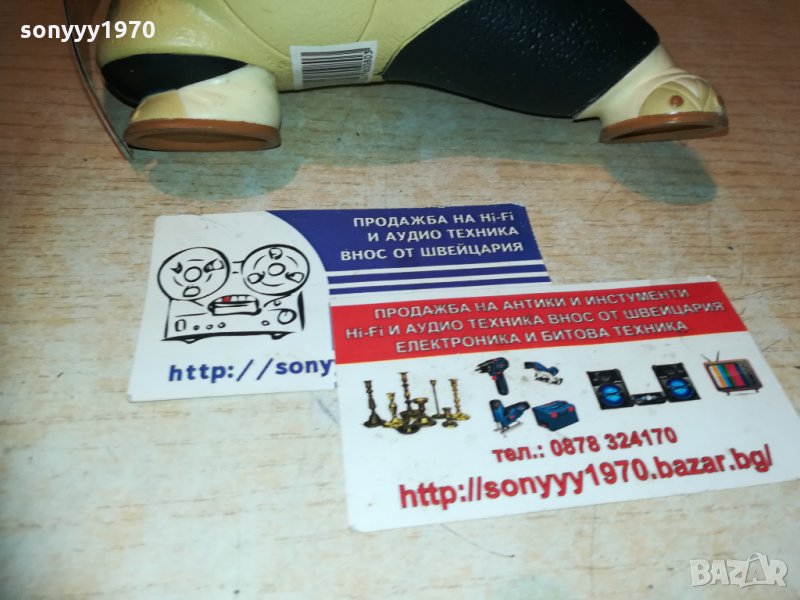 sonyyy1970
ПРОДАЖБА НА Hi-Fi
И АУДИО ТЕХНИКА
ВНОС ОТ ШВЕЙЦАРИЯ
http://sony
ПРОДАЖБА НА АНТИКИ И ИНСТУМЕНТИ
Hi-Fi И АУДИО ТЕХНИКА ВНОС ОТ ШВЕЙЦАРИЯ
ЕЛЕКТРОНИКА И БИТОВА ТЕХНИКА
тел.: 0878 324170
http://sonyyy1970.bazar.bg/
sonyyy1970
BAZAR